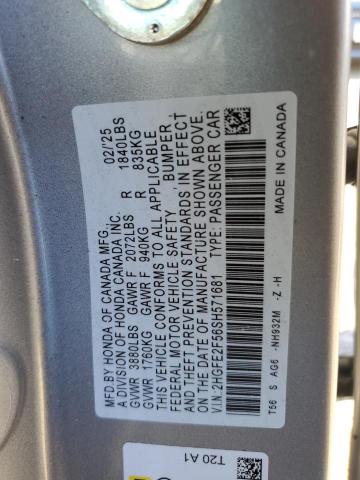 MFD.BY HONDA OF CANADA MFG., 02/'25
A DIVISION OF HONDA CANADA INC.
GVWR 3880LBS GAWR F 2072LBS R 1840LBS
GVWR 1760KG GAWR F 940KG R 835KG
THIS VEHICLE CONFORMS TO ALL APPLICABLE
FEDERAL MOTOR VEHICLE SAFETY, BUMPER,
AND THEFT PREVENTION STANDARDS IN EFFECT
ON THE DATE OF MANUFACTURE SHOWN ABOVE.
V.I.N.:2HGFE2F56SH571681 TYPE: PASSENGER CAR
T56 S AG6 -NH932M -Z -H MADE IN CANADA
T20 A1